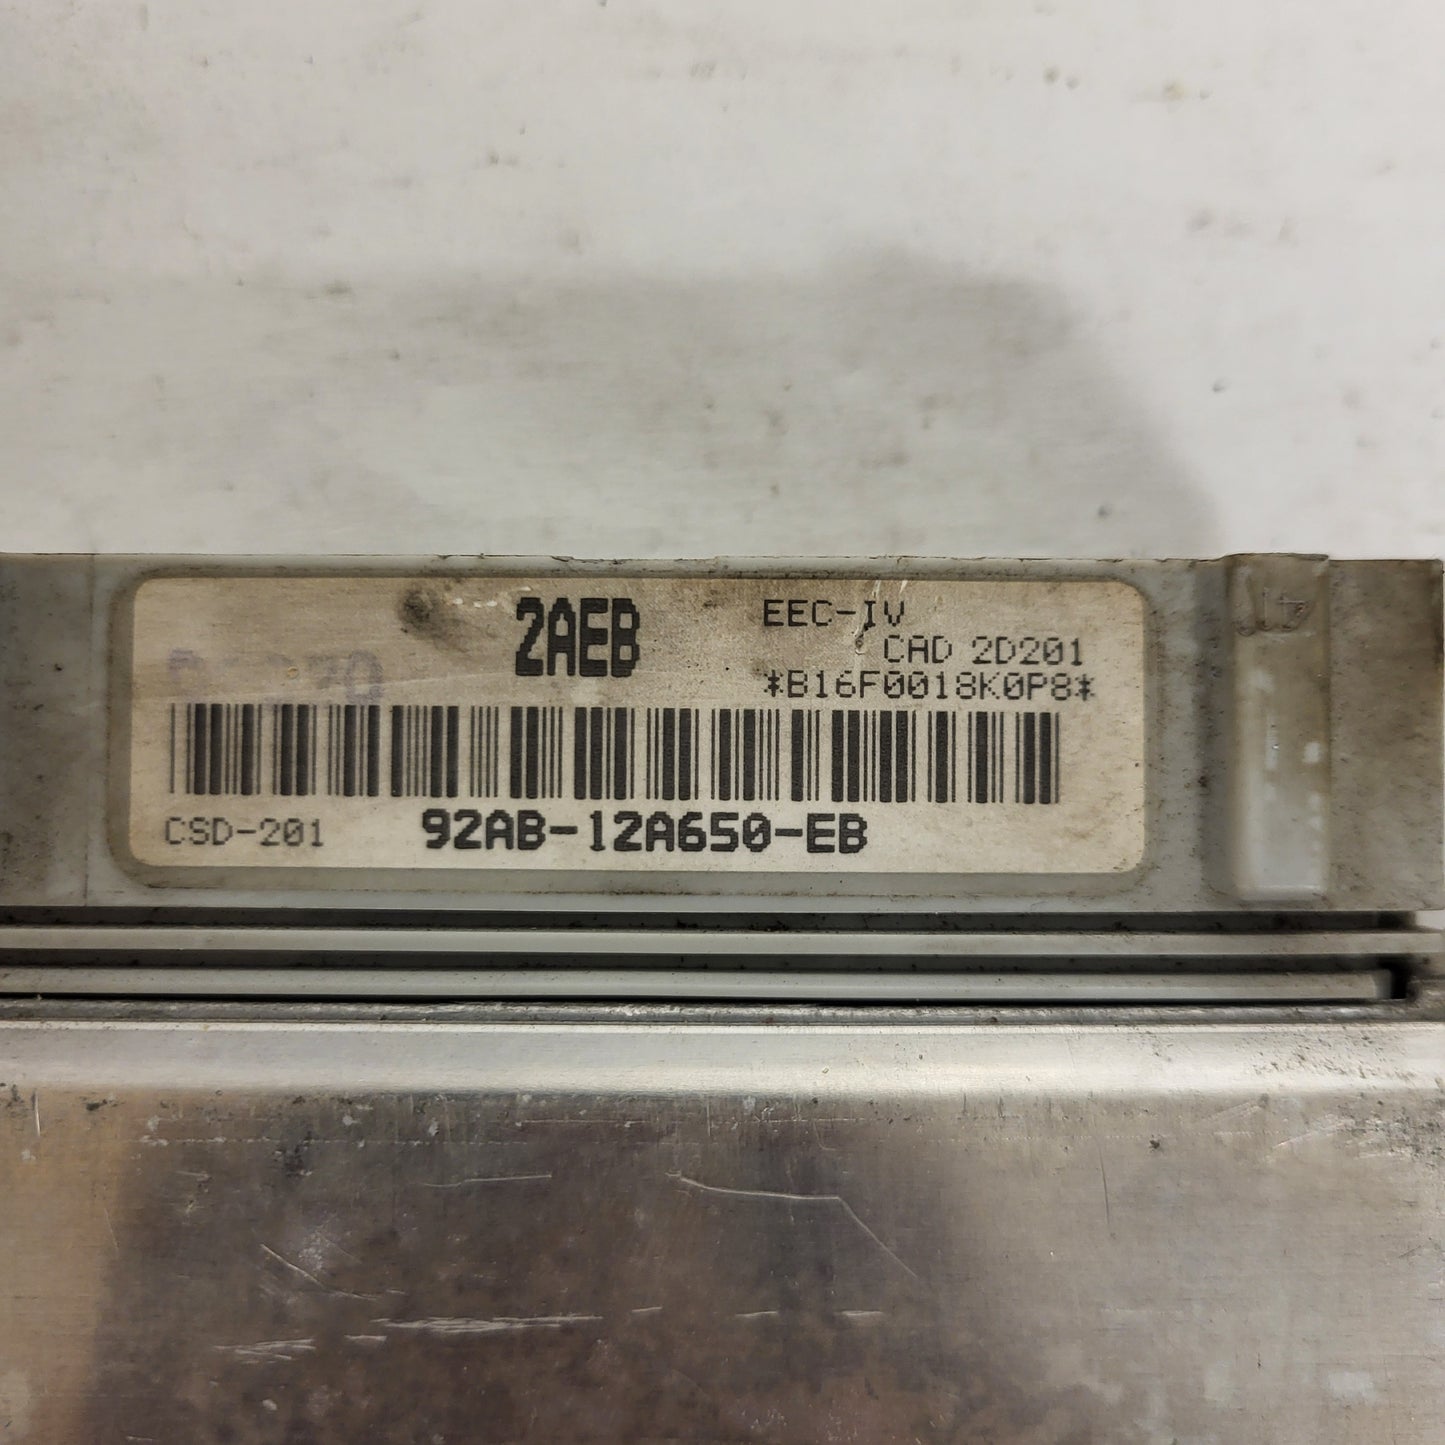 2AEB
EEC-IV
CAD 2D201
*B16F0018K0P8*
CSD-201
92AB-12A650-EB